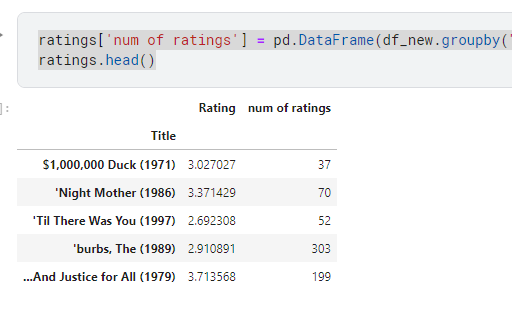 ratings['num of ratings'] = pd.DataFrame(df_new.groupby('
ratings.head()
]:
Rating num of ratings
Title
$1,000,000 Duck (1971) 3.027027 37
'Night Mother (1986) 3.371429 70
'Til There Was You (1997) 2.692308 52
'burbs, The (1989) 2.910891 303
...And Justice for All (1979) 3.713568 199